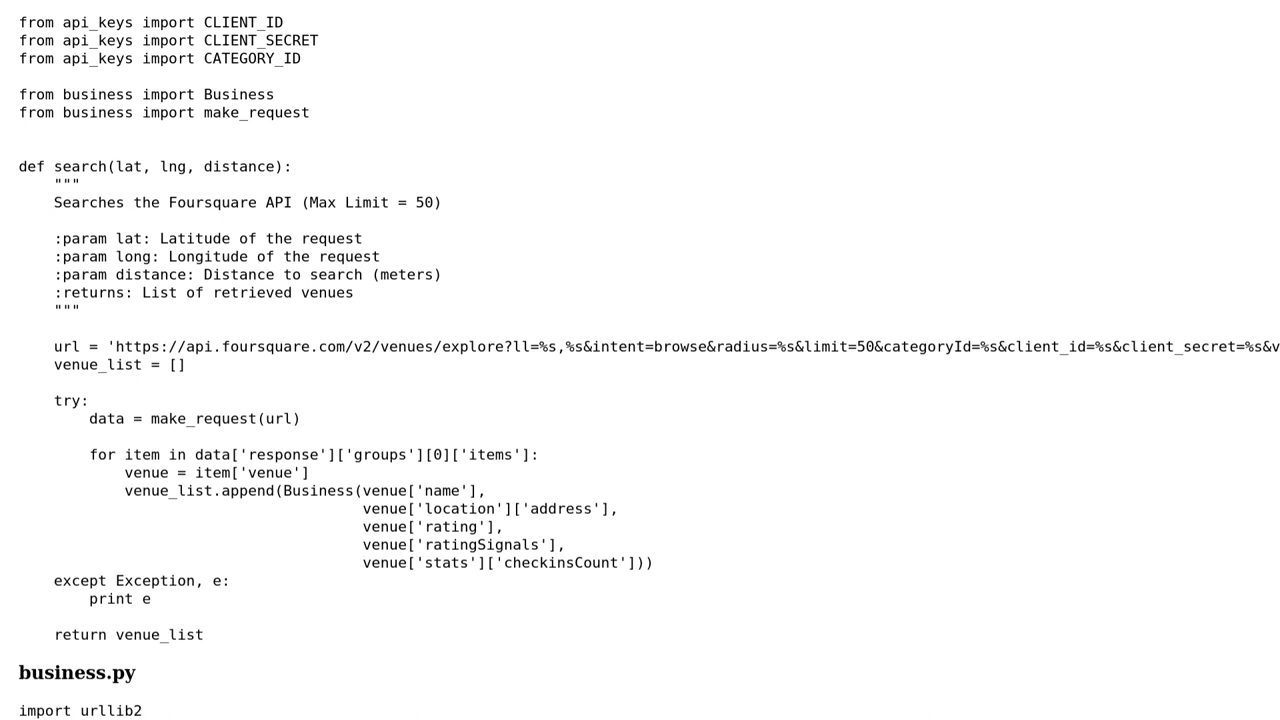 from api_keys import CLIENT_ID
from api_keys import CLIENT_SECRET
from api_keys import CATEGORY_ID

from business import Business
from business import make_request


def search(lat, lng, distance):
    """
    Searches the Foursquare API (Max Limit = 50)

    :param lat: Latitude of the request
    :param long: Longitude of the request
    :param distance: Distance to search (meters)
    :returns: List of retrieved venues
    """

    url = 'https://api.foursquare.com/v2/venues/explore?ll=%s,%s&intent=browse&radius=%s&limit=50&categoryId=%s&client_id=%s&client_secret=%s&v
    venue_list = []

    try:
        data = make_request(url)

        for item in data['response']['groups'][0]['items']:
            venue = item['venue']
            venue_list.append(Business(venue['name'],
                                       venue['location']['address'],
                                       venue['rating'],
                                       venue['ratingSignals'],
                                       venue['stats']['checkinsCount']))
    except Exception, e:
        print e

    return venue_list
business.py
import urllib2